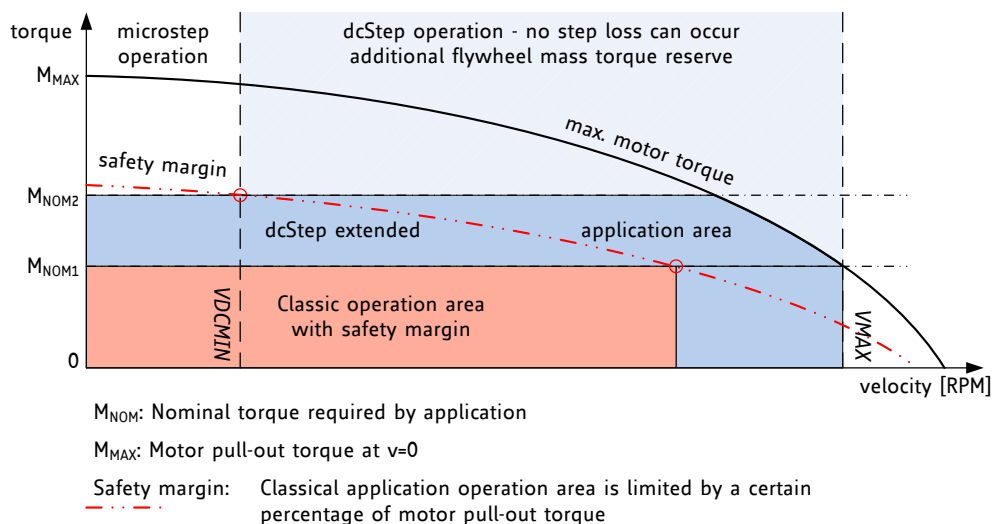 torque
microstep
operation
dcStep operation - no step loss can occur
additional flywheel mass torque reserve
MMAX
max. motor torque
safety margin
MNOM2
dcStep extended
application area
MNOM1
Classic operation area
with safety margin
VDCMIN
VMAX
0
velocity [RPM]
MNOM: Nominal torque required by application
MMAX: Motor pull-out torque at v=0
Safety margin: Classical application operation area is limited by a certain
percentage of motor pull-out torque